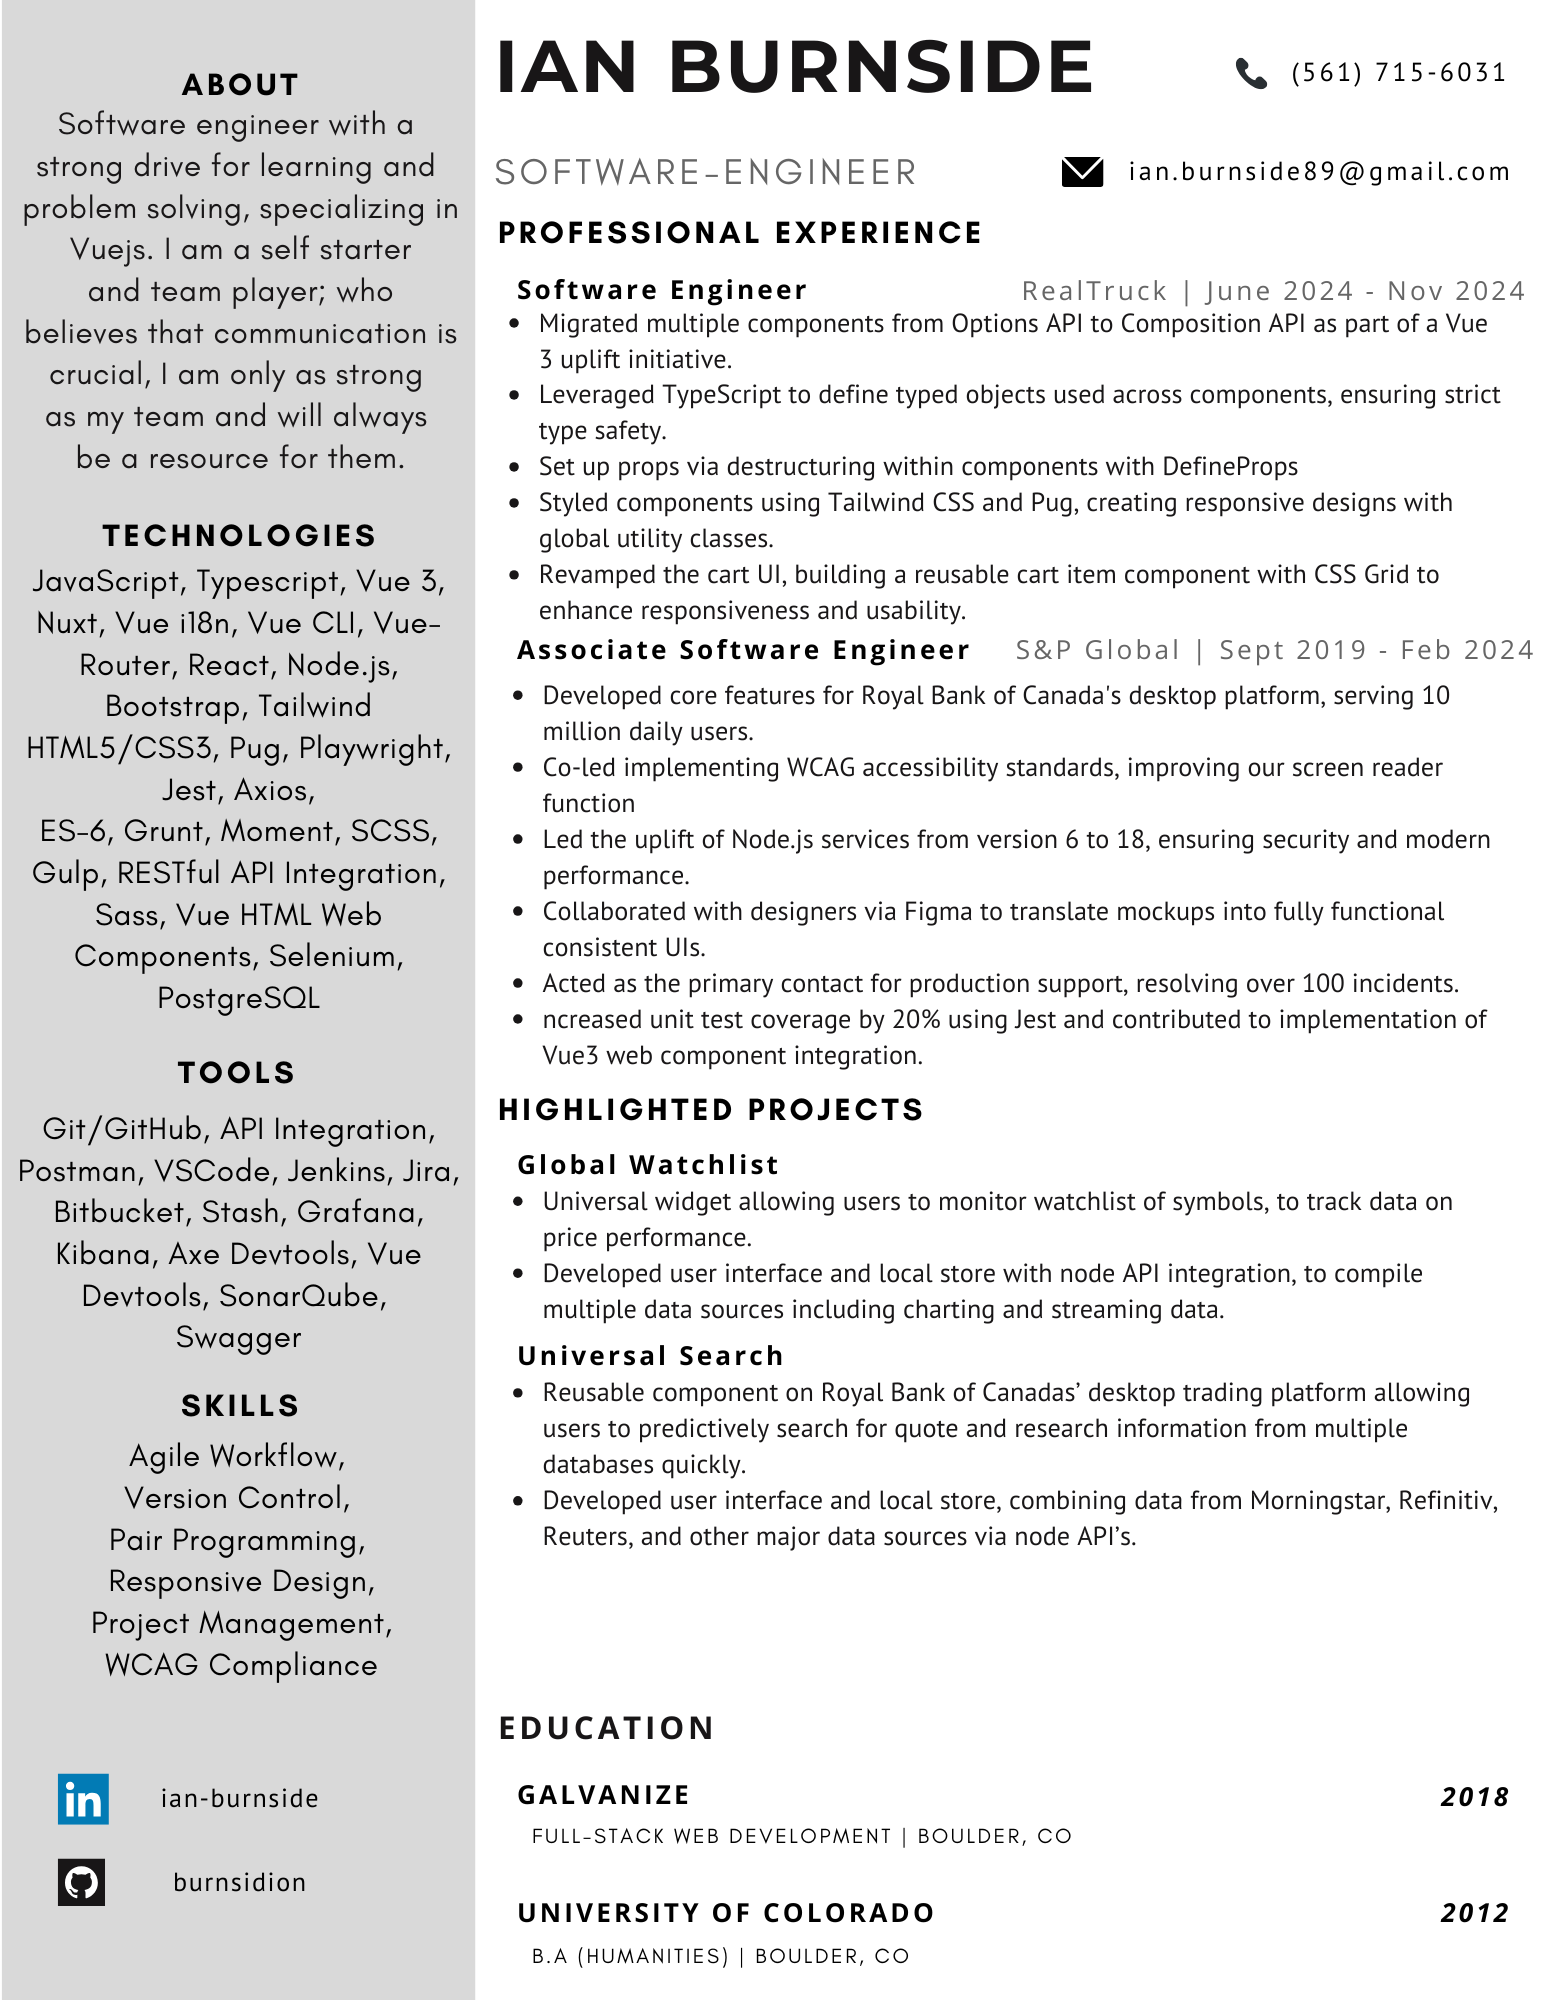 ABOUT
Software engineer with a
strong drive for learning and
problem solving, specializing in
Vuejs. I am a self starter
and team player; who
believes that communication is
crucial, I am only as strong
as my team and will always
be a resource for them.
TECHNOLOGIES
JavaScript, Typescript, Vue 3,
Nuxt, Vue i18n, Vue CLI, Vue-
Router, React, Node.js,
Bootstrap, Tailwind
HTML5/CSS3, Pug, Playwright,
Jest, Axios,
ES-6, Grunt, Moment, SCSS,
Gulp, RESTful API Integration,
Sass, Vue HTML Web
Components, Selenium,
PostgreSQL
TOOLS
Git/GitHub, API Integration,
Postman, VSCode, Jenkins, Jira,
Bitbucket, Stash, Grafana,
Kibana, Axe Devtools, Vue
Devtools, SonarQube,
Swagger
SKILLS
Agile Workflow,
Version Control,
Pair Programming,
Responsive Design,
Project Management,
WCAG Compliance
in ian-burnside
burnsidion
IAN BURNSIDE
(561) 715-6031
SOFTWARE-ENGINEER
ian.burnside89@gmail.com
PROFESSIONAL EXPERIENCE
Software Engineer RealTruck | June 2024 - Nov 2024
• Migrated multiple components from Options API to Composition API as part of a Vue
3 uplift initiative.
• Leveraged TypeScript to define typed objects used across components, ensuring strict
type safety.
• Set up props via destructuring within components with DefineProps
• Styled components using Tailwind CSS and Pug, creating responsive designs with
global utility classes.
• Revamped the cart UI, building a reusable cart item component with CSS Grid to
enhance responsiveness and usability.
Associate Software Engineer S&P Global | Sept 2019 - Feb 2024
• Developed core features for Royal Bank of Canada's desktop platform, serving 10
million daily users.
• Co-led implementing WCAG accessibility standards, improving our screen reader
function
• Led the uplift of Node.js services from version 6 to 18, ensuring security and modern
performance.
• Collaborated with designers via Figma to translate mockups into fully functional
consistent UIs.
• Acted as the primary contact for production support, resolving over 100 incidents.
• ncreased unit test coverage by 20% using Jest and contributed to implementation of
Vue3 web component integration.
HIGHLIGHTED PROJECTS
Global Watchlist
• Universal widget allowing users to monitor watchlist of symbols, to track data on
price performance.
• Developed user interface and local store with node API integration, to compile
multiple data sources including charting and streaming data.
Universal Search
• Reusable component on Royal Bank of Canadas’ desktop trading platform allowing
users to predictively search for quote and research information from multiple
databases quickly.
• Developed user interface and local store, combining data from Morningstar, Refinitiv,
Reuters, and other major data sources via node API’s.
EDUCATION
GALVANIZE 2018
FULL-STACK WEB DEVELOPMENT | BOULDER, CO
UNIVERSITY OF COLORADO 2012
B.A (HUMANITIES) | BOULDER, CO